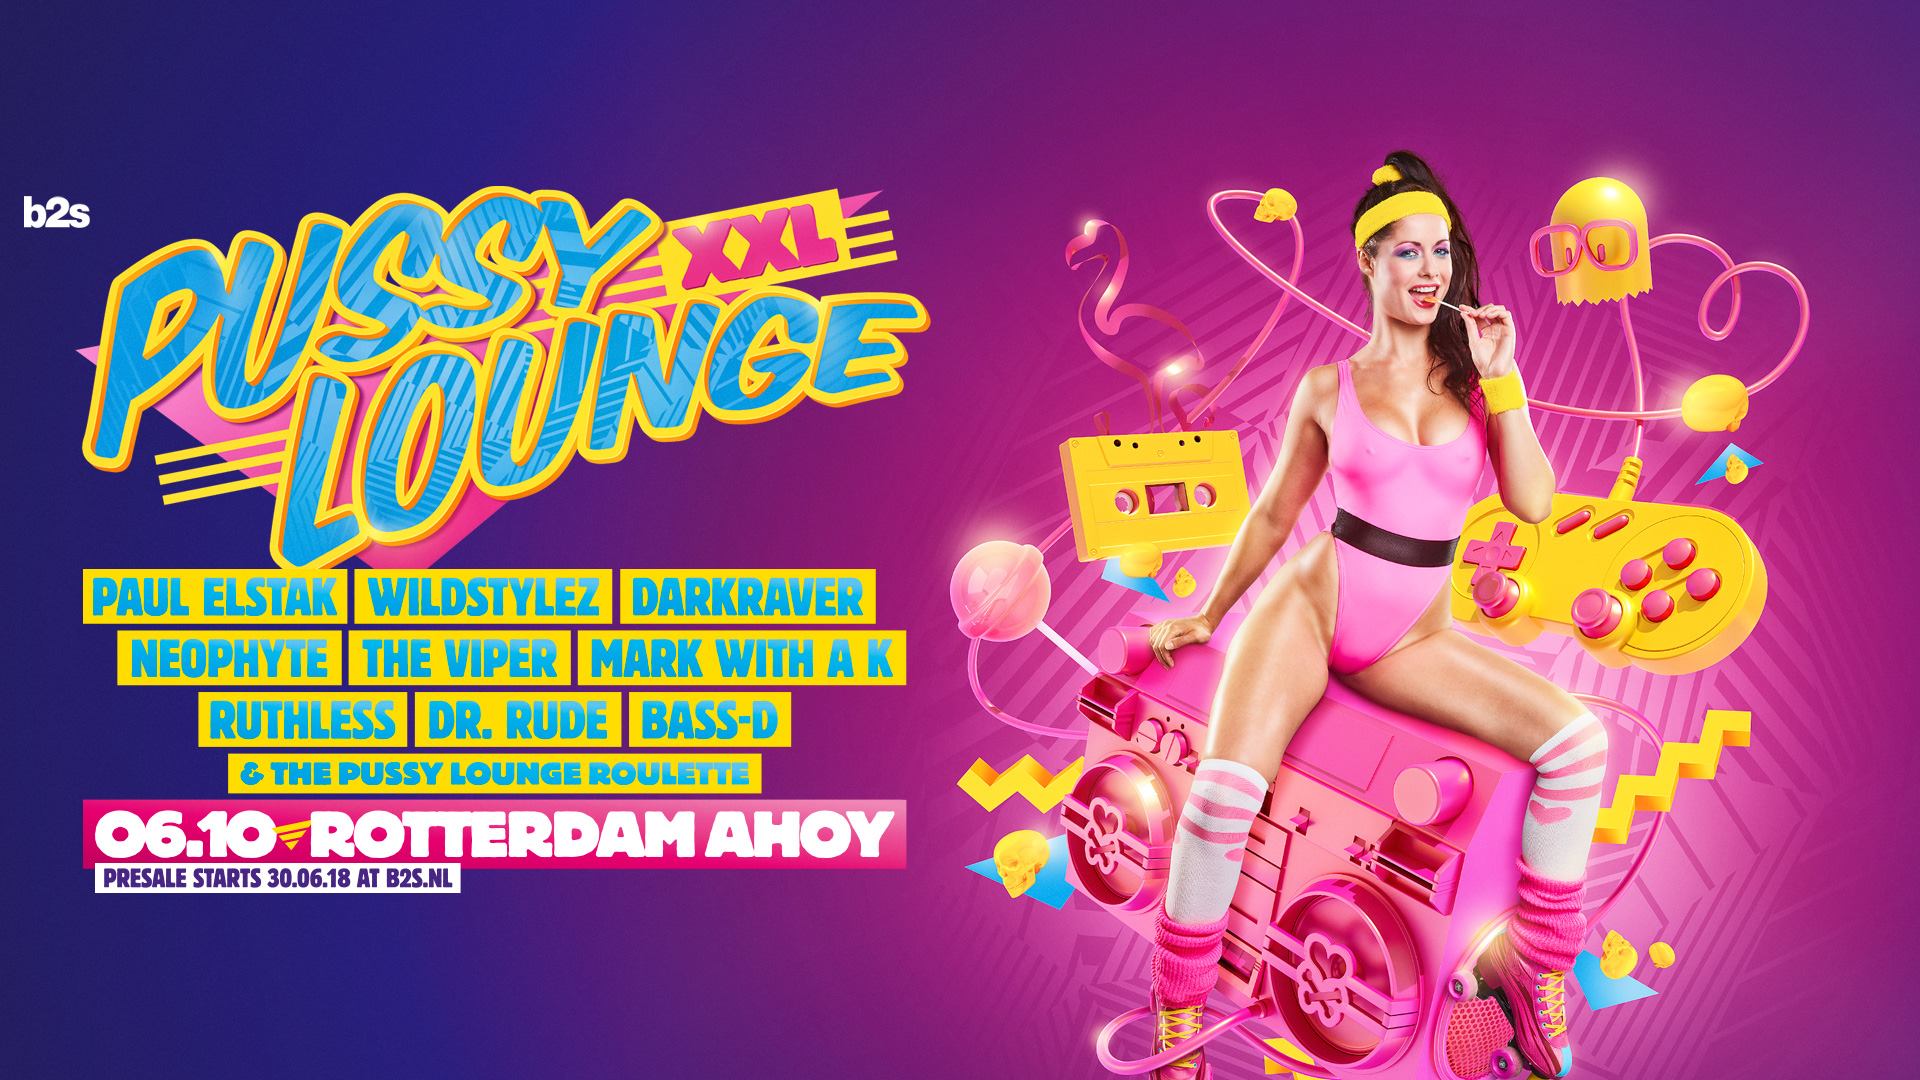 b2s
PUSSY XXL
LOUNGE
PAUL ELSTAK WILDSTYLEZ DARKRAVER
NEOPHYTE THE VIPER MARK WITH A K
RUTHLESS DR. RUDE BASS-D
& THE PUSSY LOUNGE ROULETTE
06.10 ROTTERDAM AHOY
PRESALE STARTS 30.06.18 AT B2S.NL